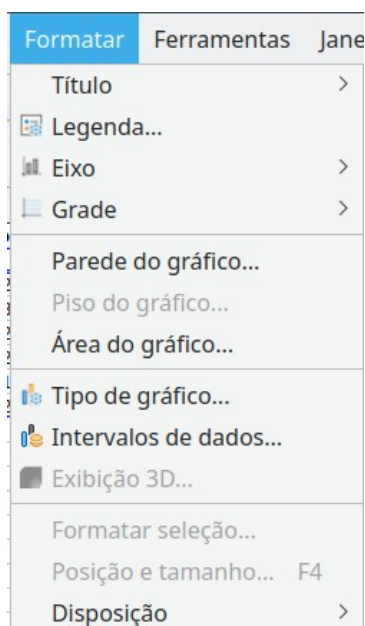 Formatar Ferramentas Jane
Título
Legenda...
Eixo
Grade
Parede do gráfico...
Piso do gráfico...
Área do gráfico...
Tipo de gráfico...
Intervalos de dados...
Exibição 3D...
Formatar seleção...
Posição e tamanho... F4
Disposição